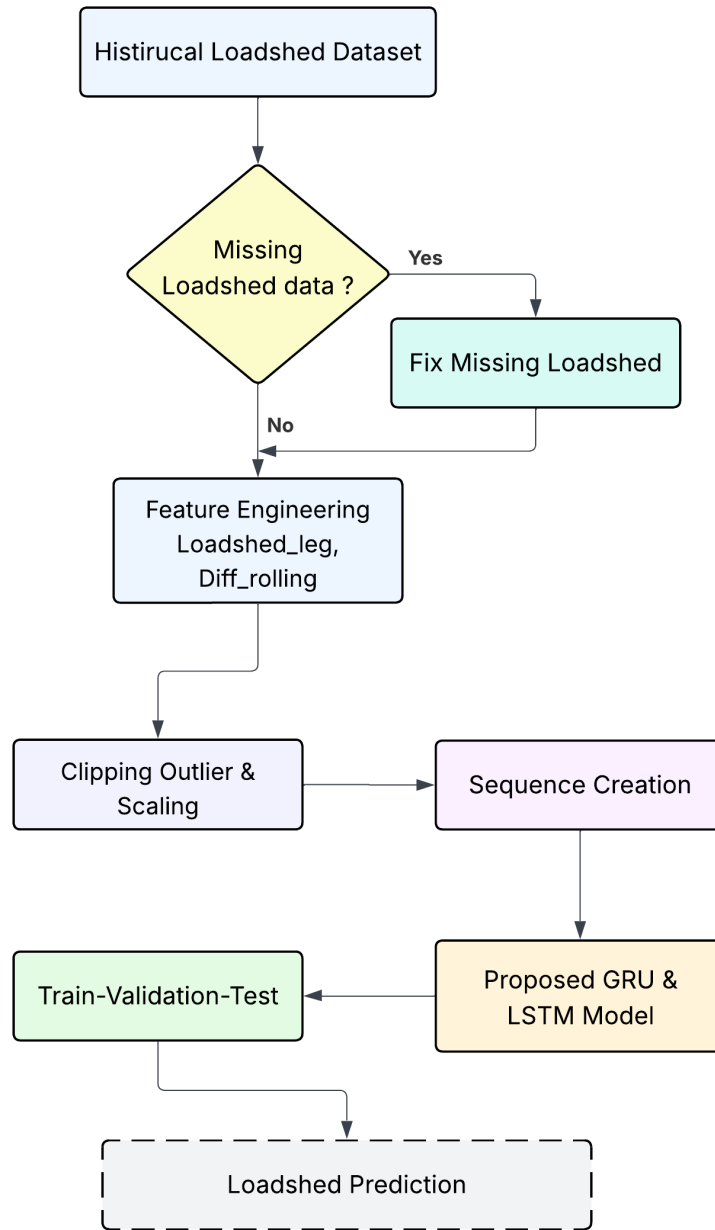 Histirucal Loadshed Dataset
Missing
Loadshed data ?
Yes
Fix Missing Loadshed
No
Feature Engineering
Loadshed_leg,
Diff_rolling
Clipping Outlier &
Scaling
Sequence Creation
Proposed GRU &
LSTM Model
Train-Validation-Test
Loadshed Prediction